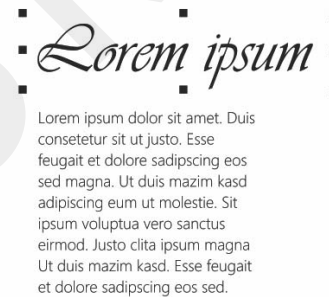 Lorem ipsum
Lorem ipsum dolor sit amet. Duis
consetetur sit ut justo. Esse
feugait et dolore sadipscing eos
sed magna. Ut duis mazim kasd
adipiscing eum ut molestie. Sit
ipsum voluptua vero sanctus
eirmod. Justo clita ipsum magna
Ut duis mazim kasd. Esse feugait
et dolore sadipscing eos sed.